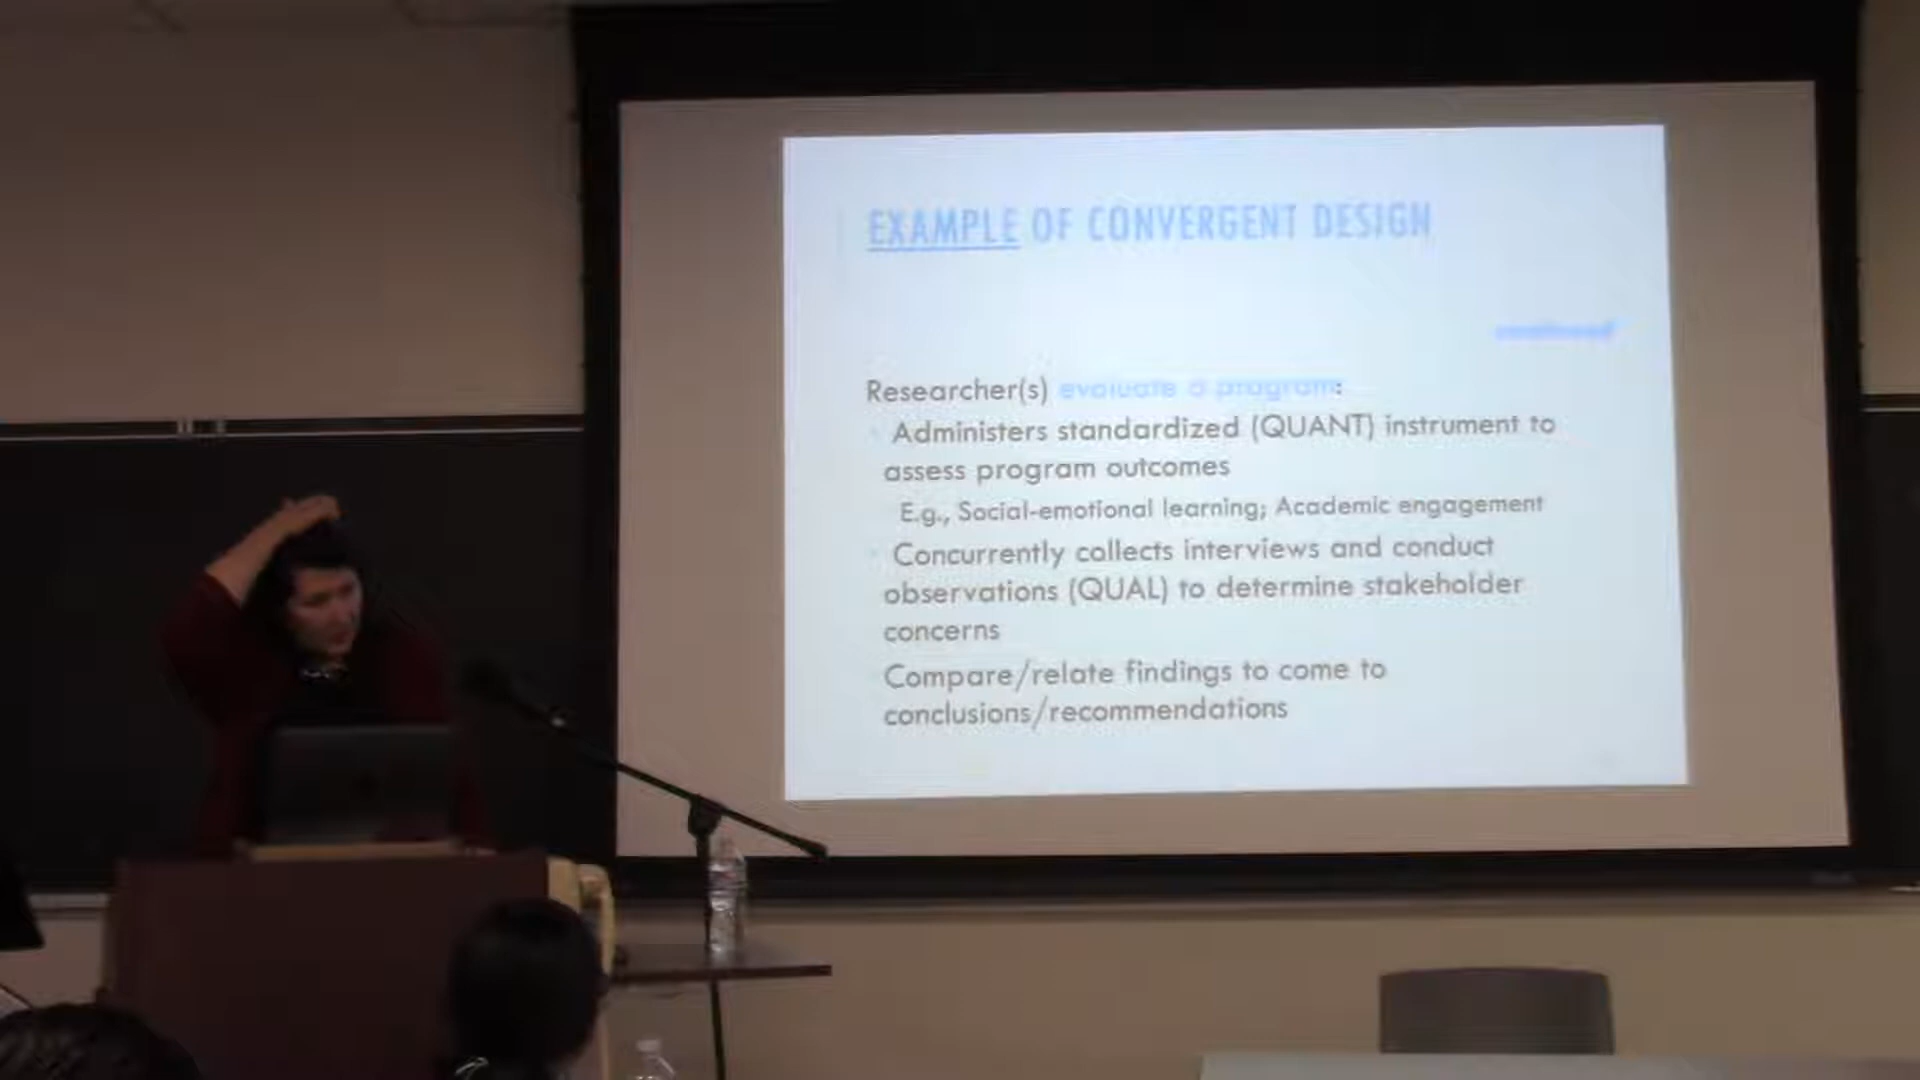 EXAMPLE OF CONVERGENT DESIGN
Researcher(s) evaluate a program:
Administers standardized (QUANT) instrument to
assess program outcomes
E.g., Social-emotional learning; Academic engagement
Concurrently collects interviews and conduct
observations (QUAL) to determine stakeholder
concerns
Compare/relate findings to come to
conclusions/recommendations